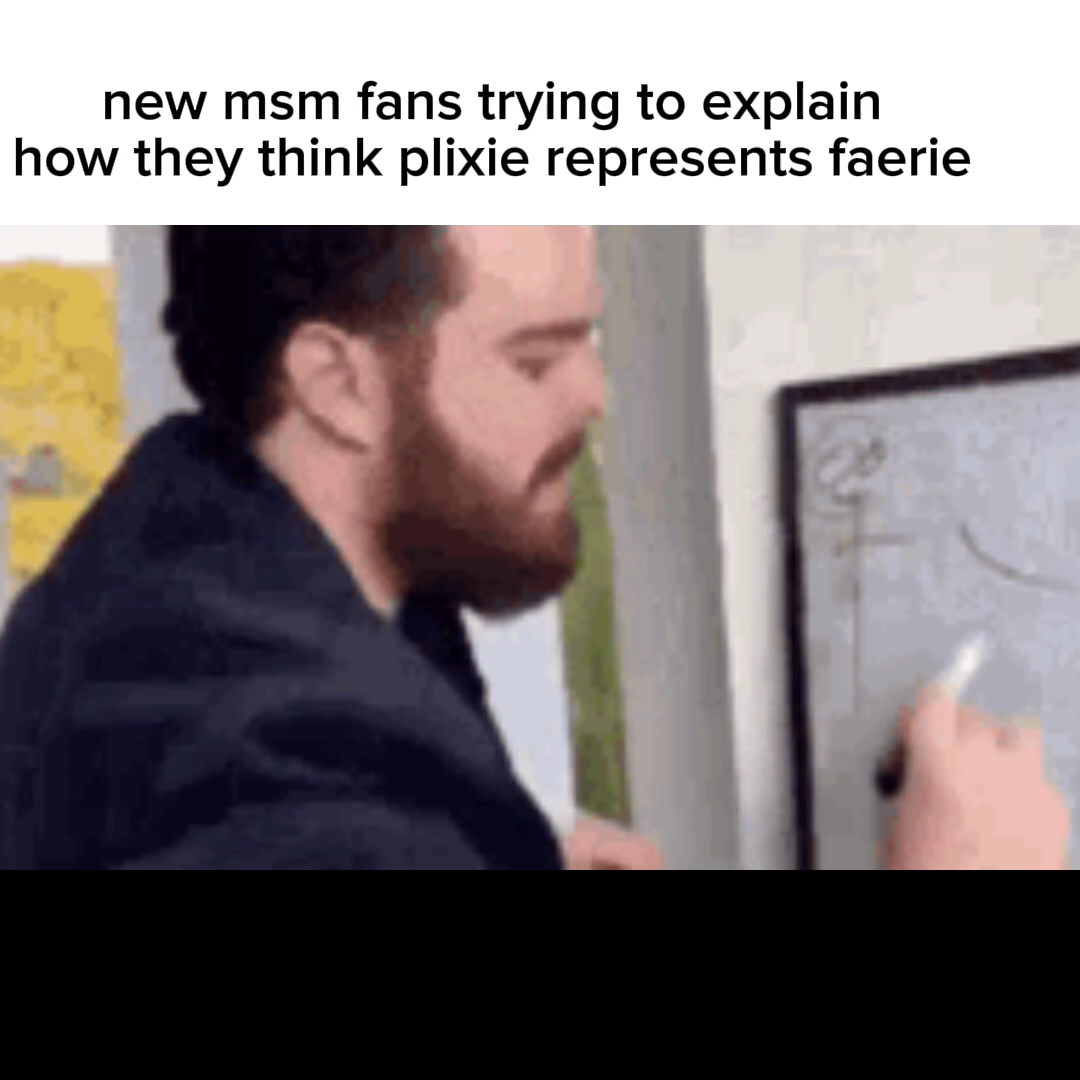 new msm fans trying to explain
how they think plixie represents faerie